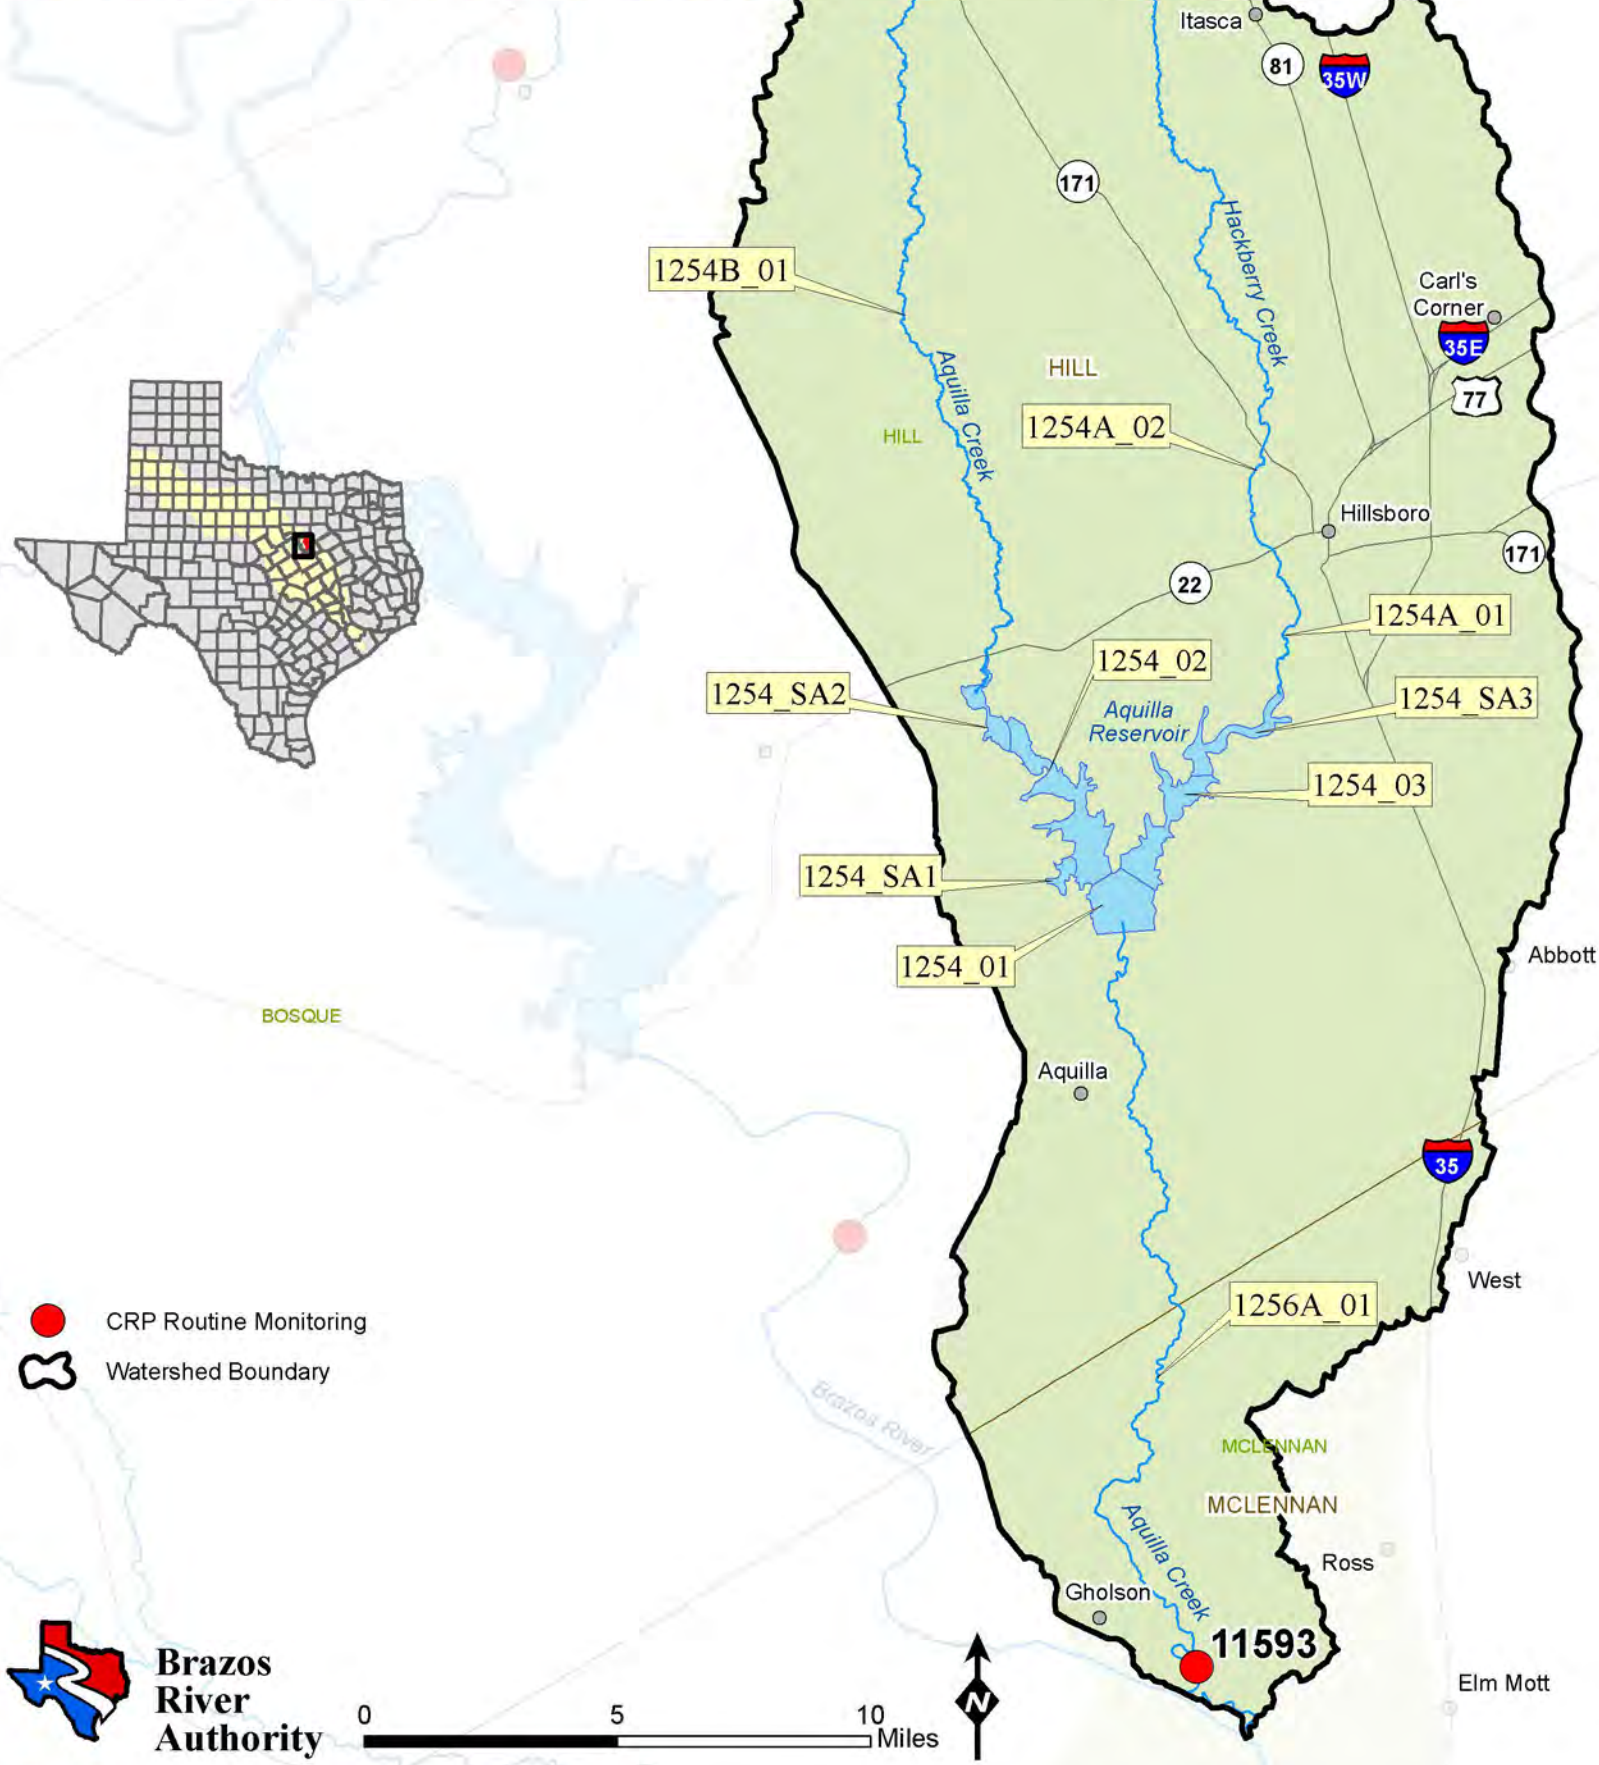 Itasca
81
35W
171
Hackberry Creek
1254B_01
Carl's
Corner
35E
77
HILL
Aquilla Creek
HILL
1254A_02
Hillsboro
171
22
1254A_01
1254_02
1254_SA2
1254_SA3
Aquilla
Reservoir
1254_03
1254_SA1
1254_01
Abbott
BOSQUE
Aquilla
35
West
1256A_01
CRP Routine Monitoring
Watershed Boundary
Brazos River
MCLENNAN
MCLENNAN
Aquilla Creek
Ross
Gholson
11593
Brazos
River
Authority
Elm Mott
0 5 10
Miles
N